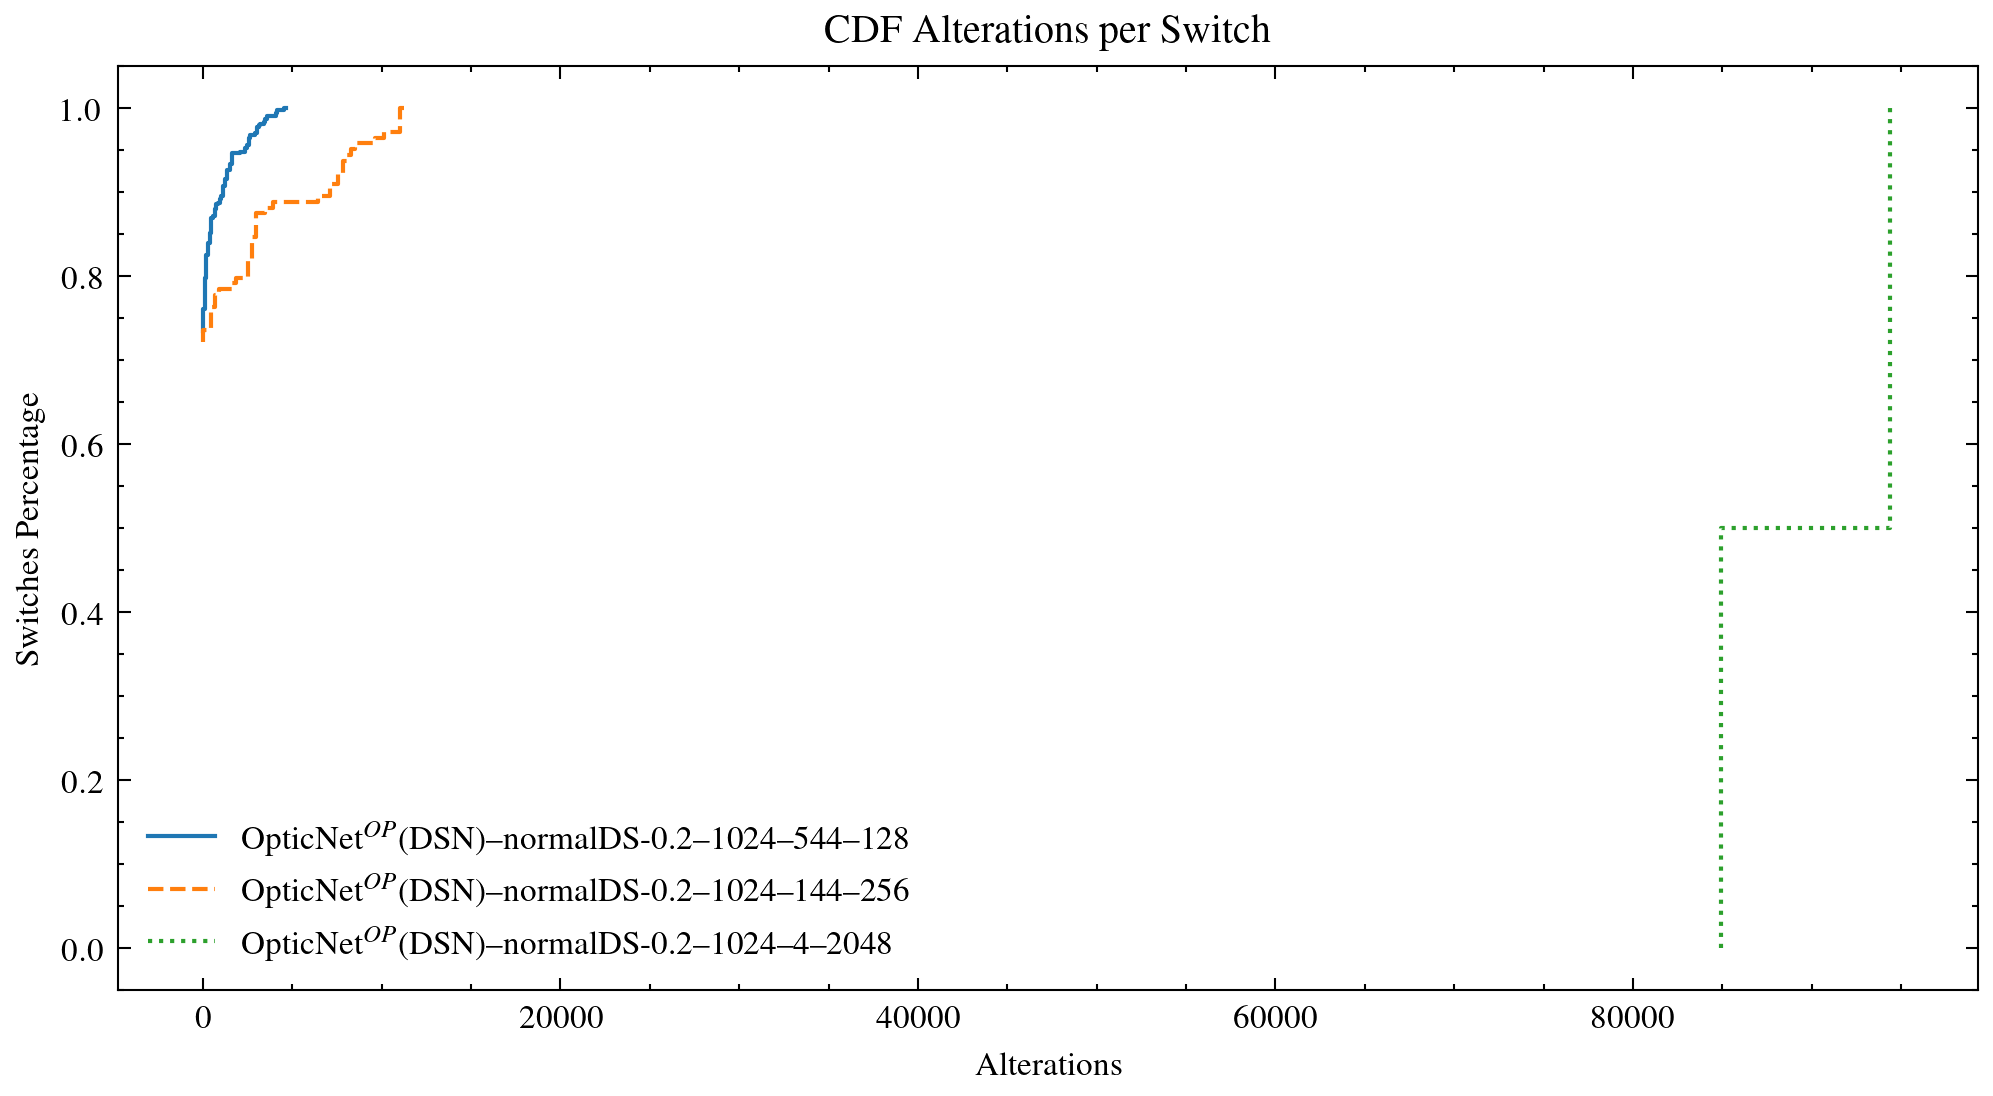 CDF Alterations per Switch
1.0
0.8
0.6
0.4
0.2
0.0
Switches Percentage
OpticNet^OP(DSN)–normalDS-0.2–1024–544–128
OpticNet^OP(DSN)–normalDS-0.2–1024–144–256
OpticNet^OP(DSN)–normalDS-0.2–1024–4–2048
0 20000 40000 60000 80000
Alterations